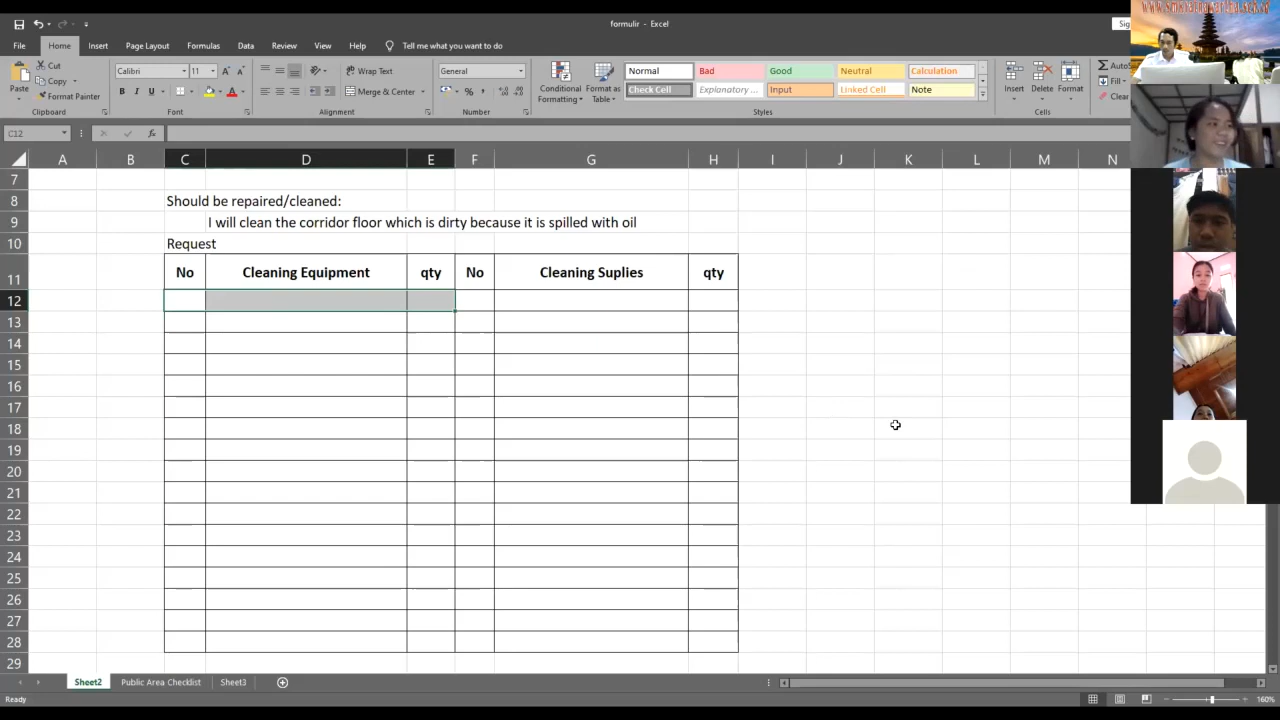 formulir - Excel
File Home Insert Page Layout Formulas Data Review View Help Tell me what you want to do
Paste
Cut
Copy
Format Painter
Calibri 11
B I U
Wrap Text
Merge & Center
General
Conditional Formatting
Format as Table
Normal Bad Good Neutral Calculation
Check Cell Explanatory ... Input Linked Cell Note
Insert Delete Format
Fill
Clear
Clipboard Font Alignment Number Styles Cells
C12 fx
A B C D E F G H I J K L M N
7
8 Should be repaired/cleaned:
9 I will clean the corridor floor which is dirty because it is spilled with oil
10 Request
11 No Cleaning Equipment qty No Cleaning Suplies qty
12
13
14
15
16
17
18
19
20
21
22
23
24
25
26
27
28
29
Sheet2 Public Area Checklist Sheet3
Ready 160%